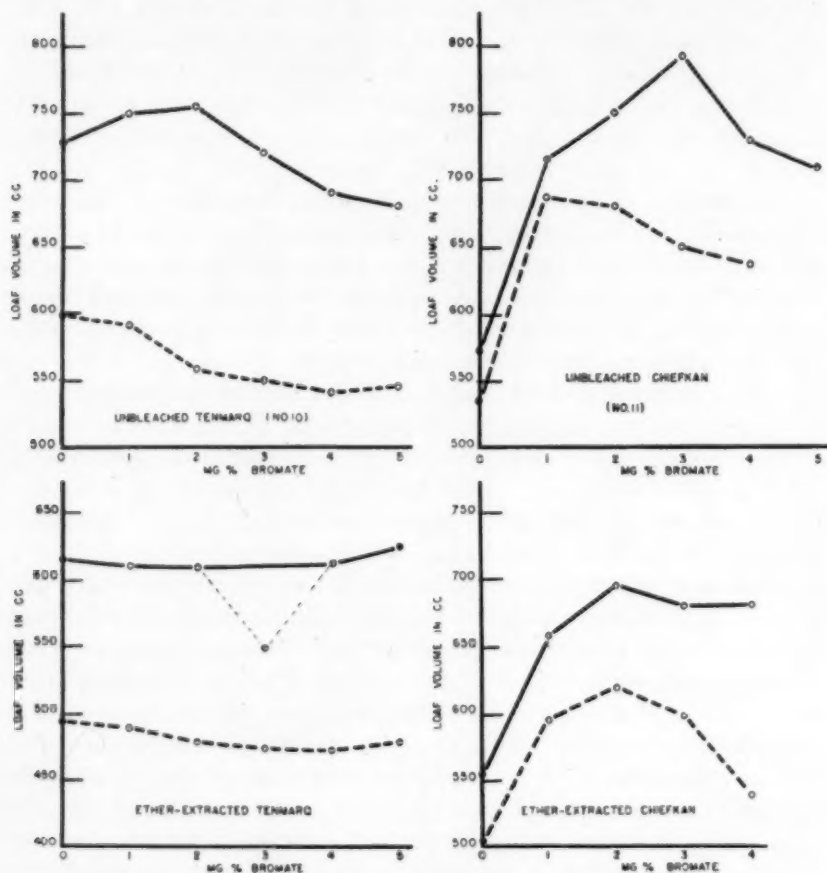 800
750
700
650
600
550
500
LOAF VOLUME IN CC.
0 1 2 3 4 5
MG % BROMATE
UNBLEACHED TENMARQ (NO.10)
800
750
700
650
600
550
500
LOAF VOLUME IN CC.
0 1 2 3 4 5
MG % BROMATE
UNBLEACHED CHIEFKAN
(NO.11)
650
600
550
500
450
400
LOAF VOLUME IN CC
0 1 2 3 4 5
MG % BROMATE
ETHER-EXTRACTED TENMARQ
750
700
650
600
550
500
LOAF VOLUME IN CC
0 1 2 3 4
MG % BROMATE
ETHER-EXTRACTED CHIEFKAN